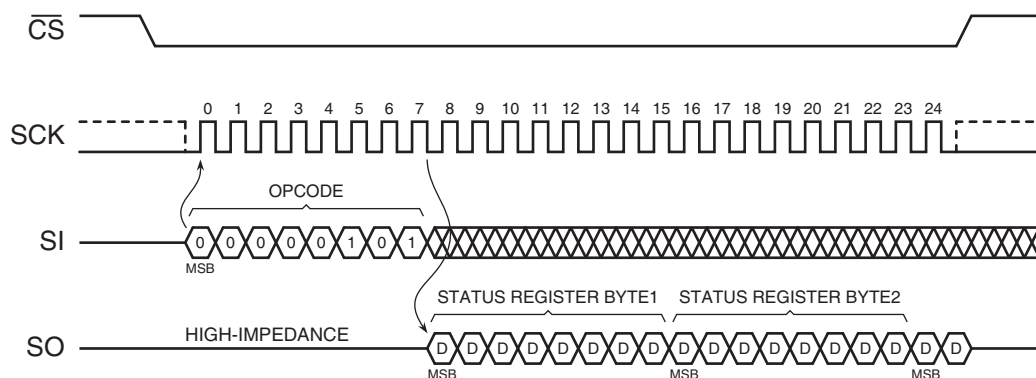 CS
0 1 2 3 4 5 6 7 8 9 10 11 12 13 14 15 16 17 18 19 20 21 22 23 24
SCK
OPCODE
SI
0 0 0 0 0 1 0 1
MSB
STATUS REGISTER BYTE1 STATUS REGISTER BYTE2
HIGH-IMPEDANCE
SO
D D D D D D D D D D D D D D D D D D
MSB MSB MSB